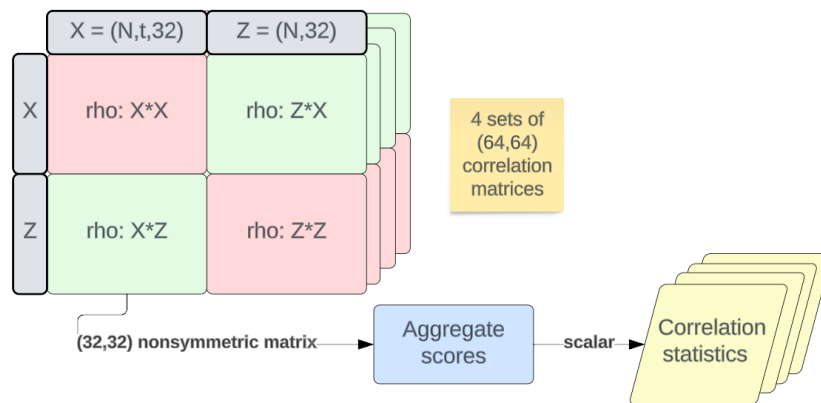 X = (N,t,32)
Z = (N,32)
X
rho: X*X
rho: Z*X
4 sets of
(64,64)
correlation
matrices
Z
rho: X*Z
rho: Z*Z
(32,32) nonsymmetric matrix
Aggregate
scores
scalar
Correlation
statistics